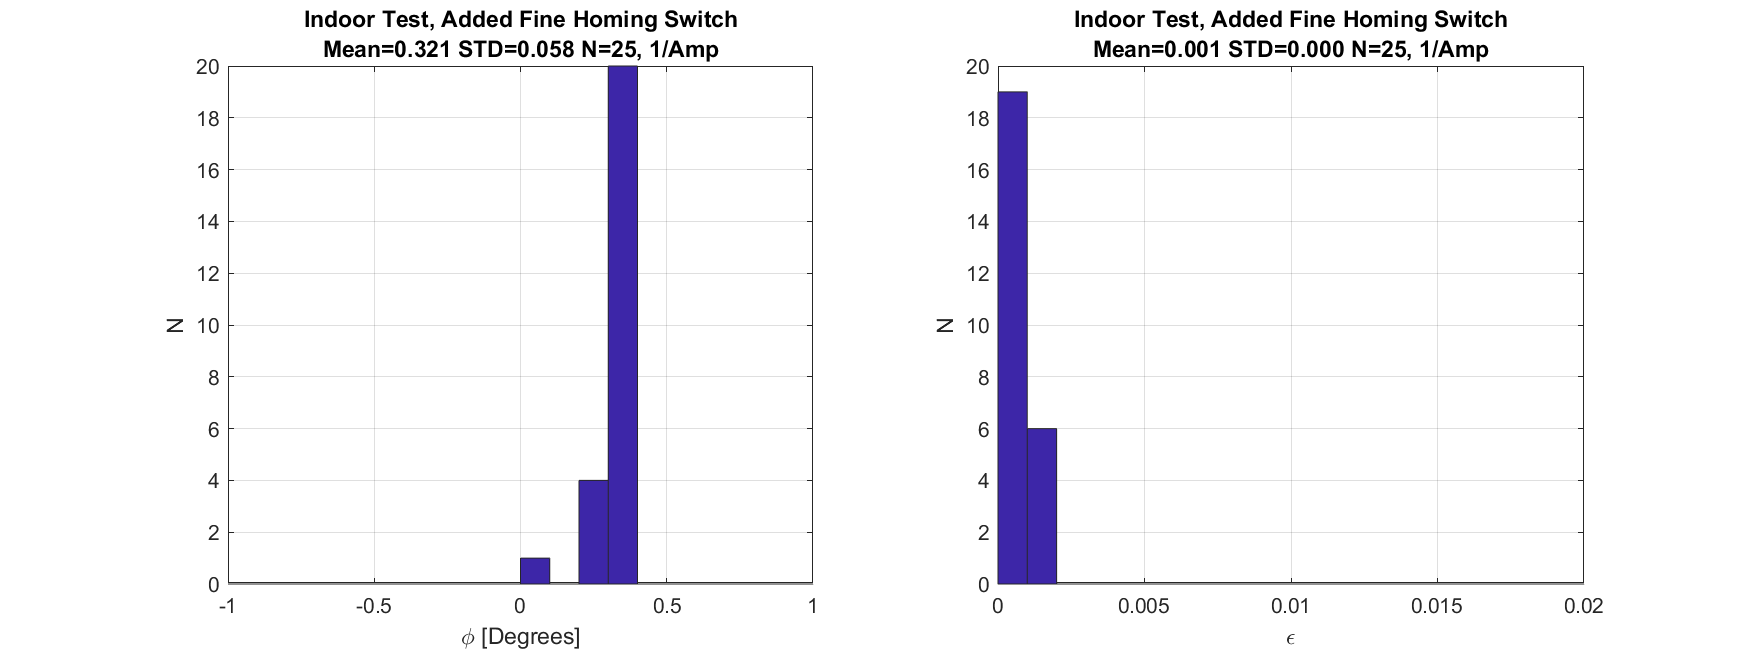 Indoor Test, Added Fine Homing Switch
Mean=0.321 STD=0.058 N=25, 1/Amp
20
18
16
14
12
10
8
6
4
2
0
N
-1 -0.5 0 0.5 1
ϕ [Degrees]
Indoor Test, Added Fine Homing Switch
Mean=0.001 STD=0.000 N=25, 1/Amp
20
18
16
14
12
10
8
6
4
2
0
N
0 0.005 0.01 0.015 0.02
ϵ